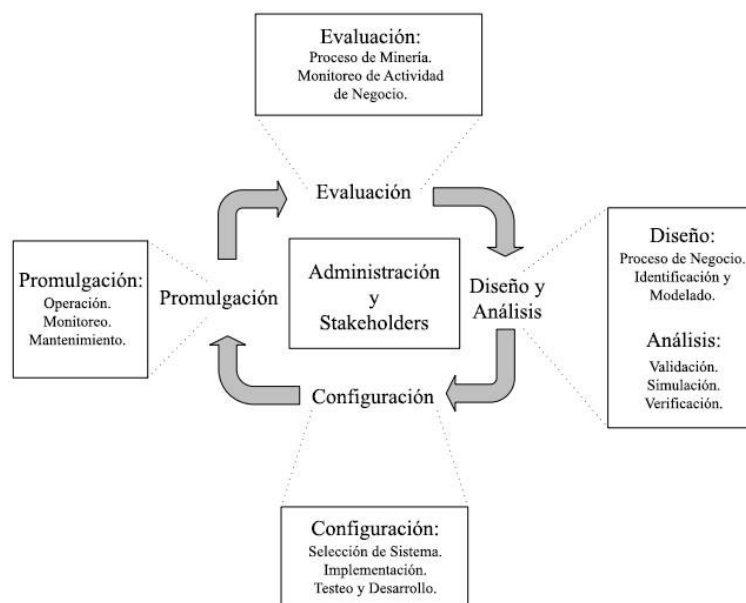 Evaluación:
Proceso de Minería.
Monitoreo de Actividad
de Negocio.
Evaluación
Promulgación:
Operación.
Monitoreo.
Mantenimiento.
Promulgación
Administración
y
Stakeholders
Diseño y
Análisis
Diseño:
Proceso de Negocio.
Identificación y
Modelado.
Análisis:
Validación.
Simulación.
Verificación.
Configuración
Configuración:
Selección de Sistema.
Implementación.
Testeo y Desarrollo.